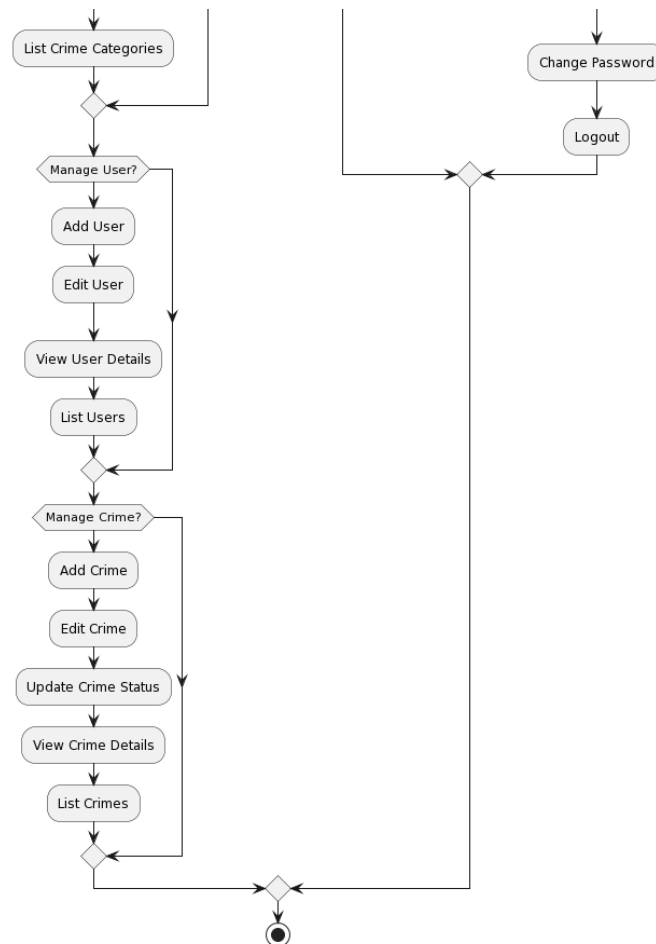 List Crime Categories
Change Password
Logout
Manage User?
Add User
Edit User
View User Details
List Users
Manage Crime?
Add Crime
Edit Crime
Update Crime Status
View Crime Details
List Crimes